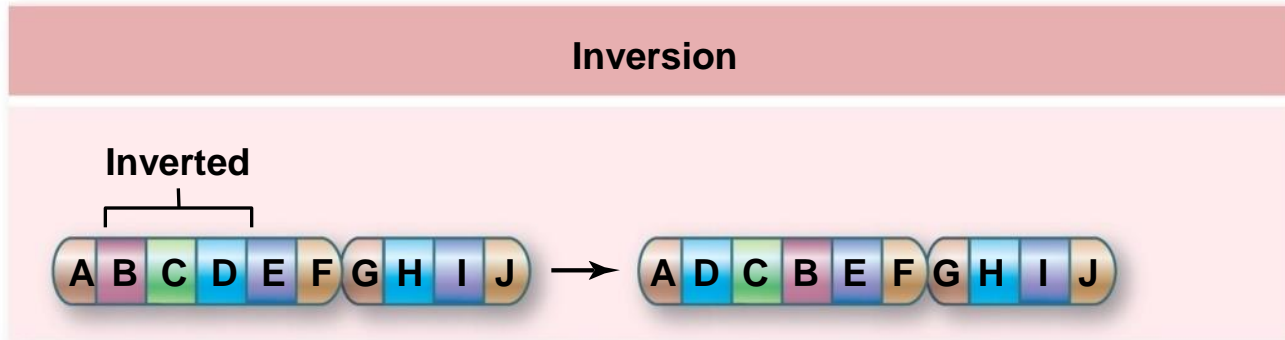 Inversion
Inverted
A B C D E F G H I J A D C B E F G H I J